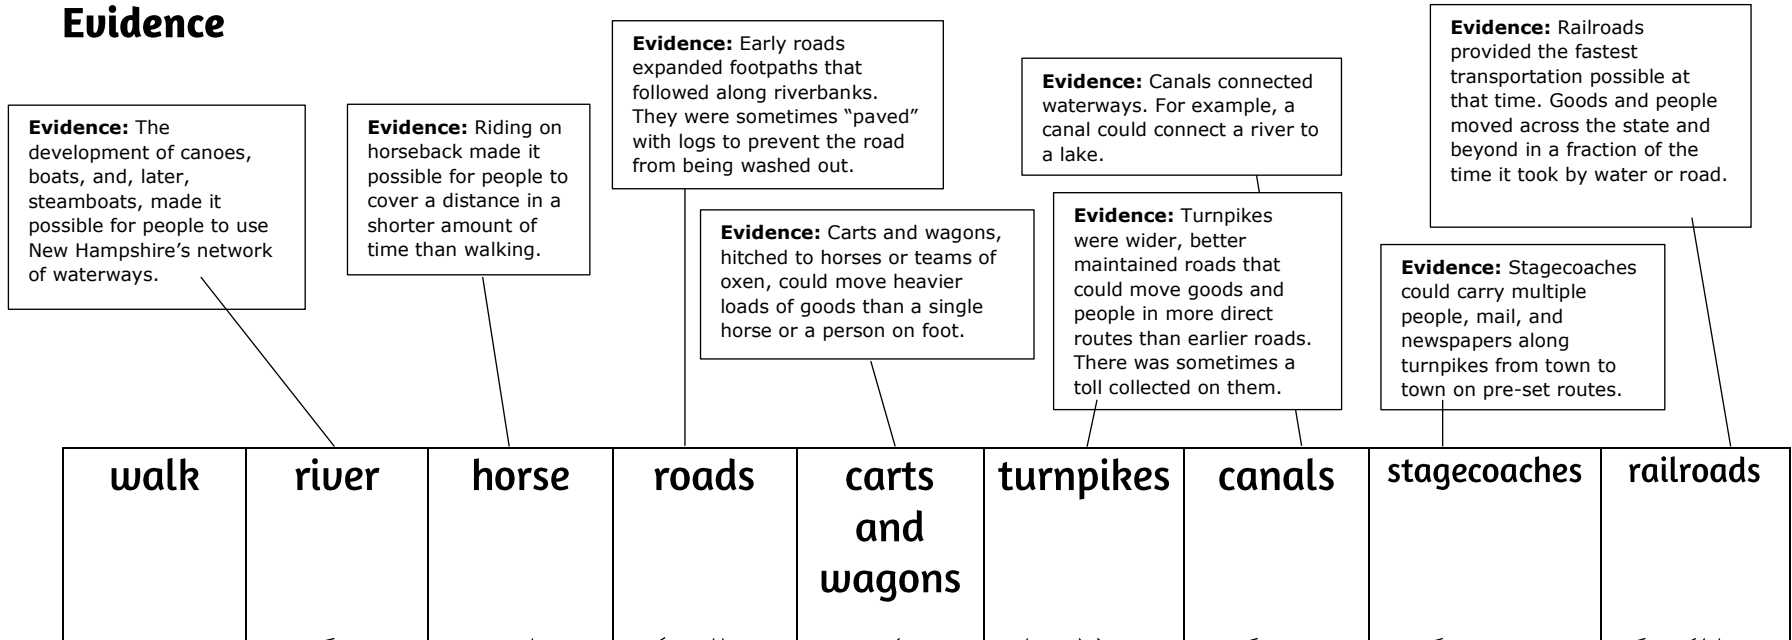 Evidence
Evidence: The
development of canoes,
boats, and, later,
steamboats, made it
possible for people to use
New Hampshire’s network
of waterways.
Evidence: Riding on
horseback made it
possible for people to
cover a distance in a
shorter amount of
time than walking.
Evidence: Early roads
expanded footpaths that
followed along riverbanks.
They were sometimes “paved”
with logs to prevent the road
from being washed out.
Evidence: Carts and wagons,
hitched to horses or teams of
oxen, could move heavier
loads of goods than a single
horse or a person on foot.
Evidence: Canals connected
waterways. For example, a
canal could connect a river to
a lake.
Evidence: Turnpikes
were wider, better
maintained roads that
could move goods and
people in more direct
routes than earlier roads.
There was sometimes a
toll collected on them.
Evidence: Railroads
provided the fastest
transportation possible at
that time. Goods and people
moved across the state and
beyond in a fraction of the
time it took by water or road.
Evidence: Stagecoaches
could carry multiple
people, mail, and
newspapers along
turnpikes from town to
town on pre-set routes.
walk
river
horse
roads
carts
and
wagons
turnpikes
canals
stagecoaches
railroads